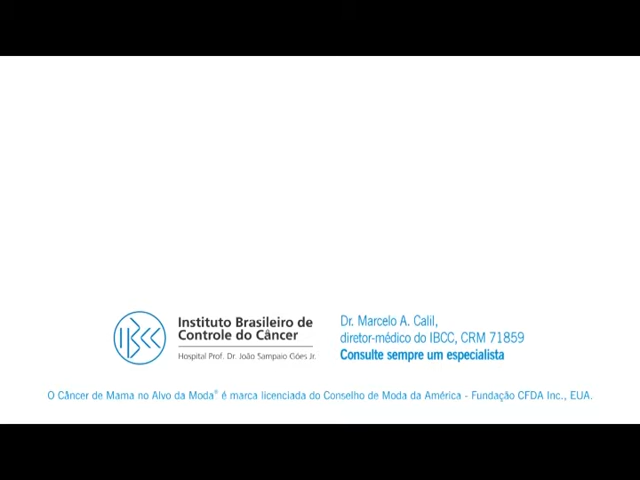 IBCC
Instituto Brasileiro de
Controle do Câncer
Hospital Prof. Dr. João Sampaio Góes Jr.
Dr. Marcelo A. Calil,
diretor-médico do IBCC, CRM 71859
Consulte sempre um especialista
O Câncer de Mama no Alvo da Moda® é marca licenciada do Conselho de Moda da América - Fundação CFDA Inc., EUA.